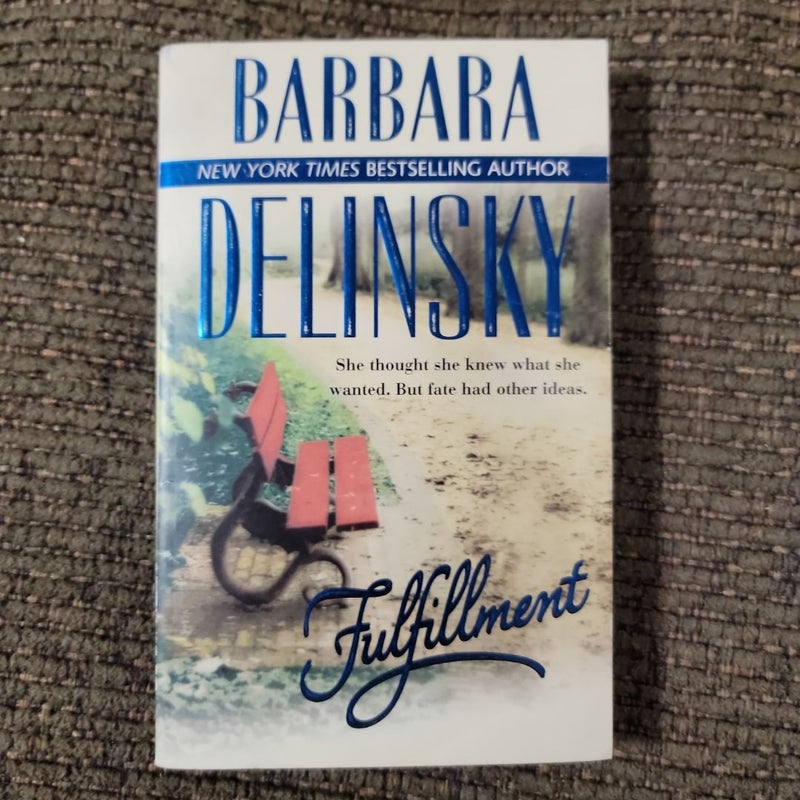 BARBARA
NEW YORK TIMES BESTSELLING AUTHOR
DELINSKY
She thought she knew what she
wanted. But fate had other ideas.
Fulfillment